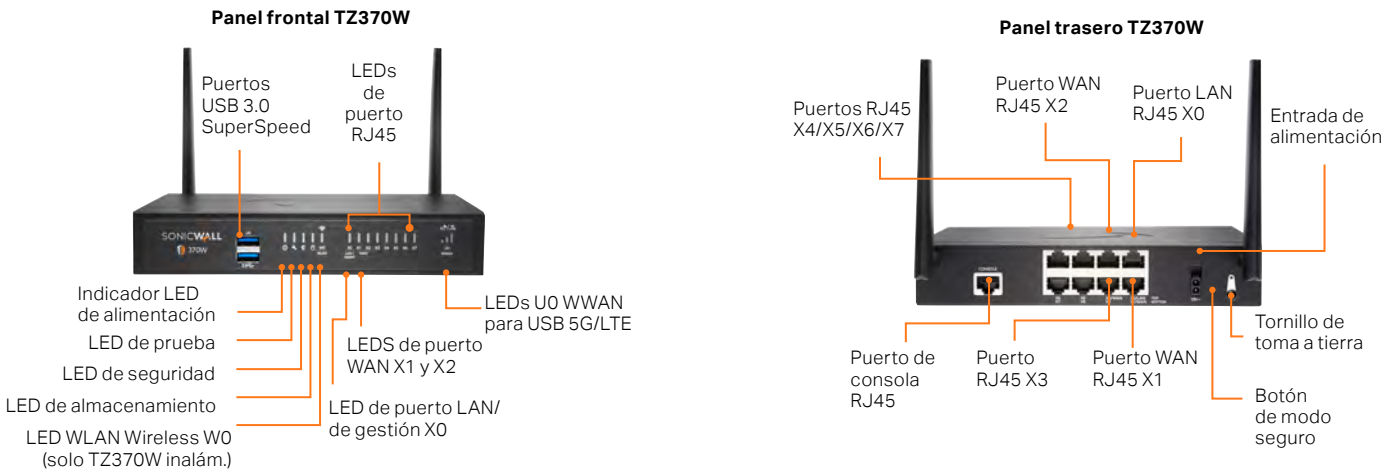 Panel frontal TZ370W
Puertos
USB 3.0
SuperSpeed
LEDs
de
puerto
RJ45
SONICWALL
370W
Indicador LED
de alimentación
LED de prueba
LED de seguridad
LED de almacenamiento
LED WLAN Wireless W0
(solo TZ370W inalám.)
LEDS de puerto
WAN X1 y X2
LED de puerto LAN/
de gestión X0
LEDs U0 WWAN
para USB 5G/LTE
Panel trasero TZ370W
Puertos RJ45
X4/X5/X6/X7
Puerto WAN
RJ45 X2
Puerto LAN
RJ45 X0
Entrada de
alimentación
CONSOLE
Puerto de
consola
RJ45
Puerto
RJ45 X3
Puerto WAN
RJ45 X1
Tornillo de
toma a tierra
Botón
de modo
seguro